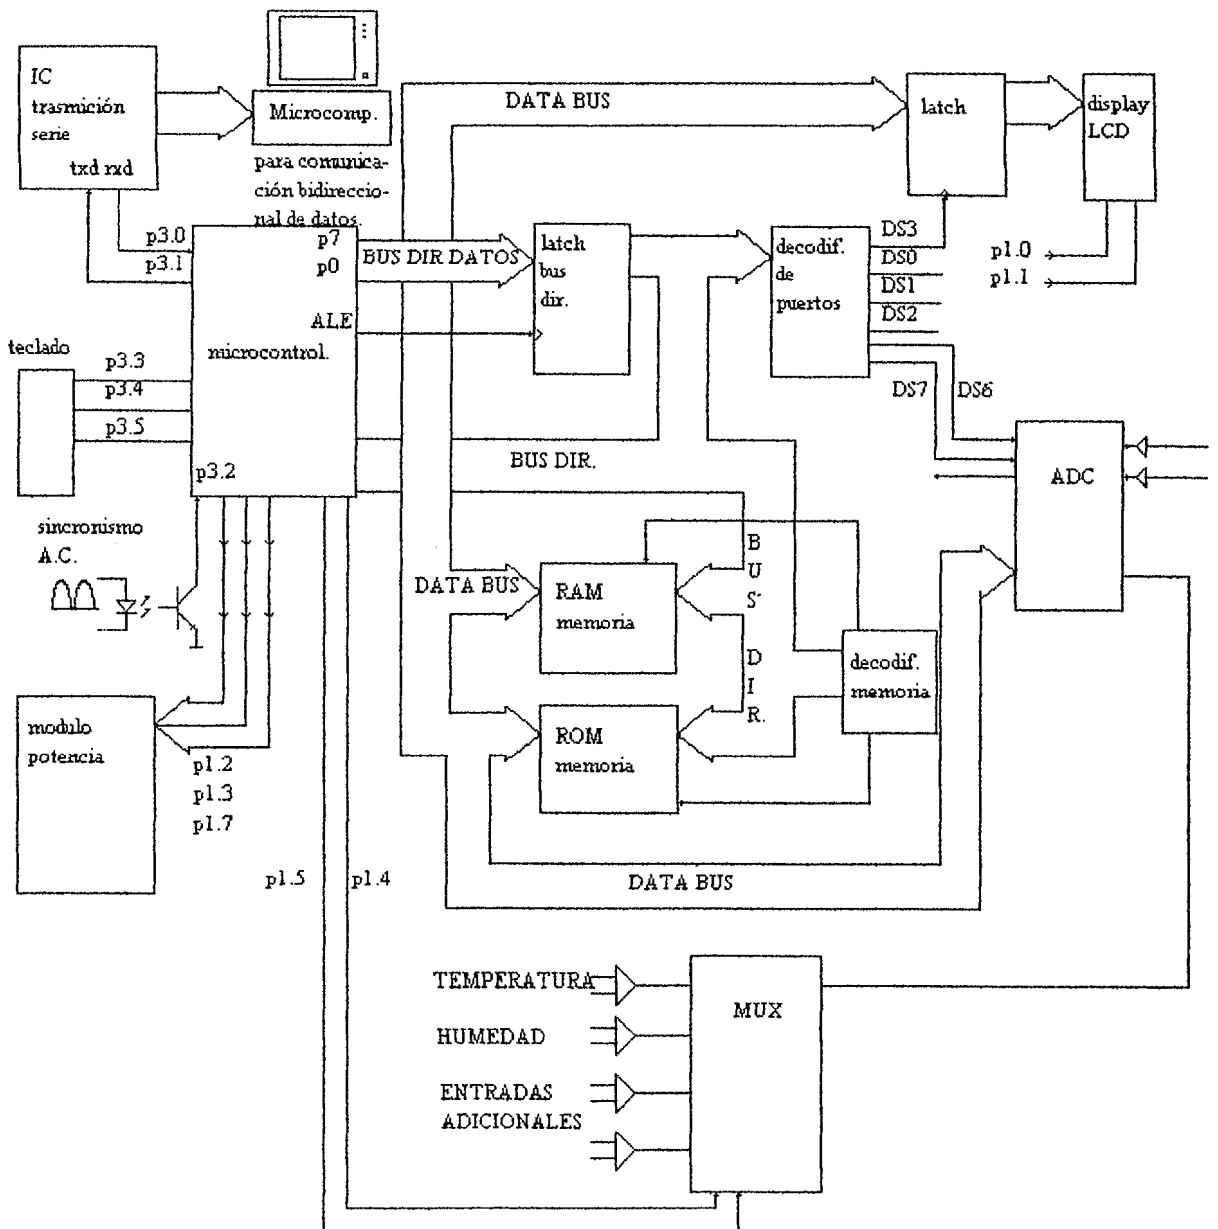 IC
trasmición
serie
txd rxd
Microcomp.
para comunica-
ción bidireccio-
nal de datos.
DATA BUS
latch
display
LCD
p3.0
p3.1
p7
p0
BUS DIR DATOS
ALE
microcontrol.
latch
bus
dir.
decodif.
de
puertos
DS3
DS0
DS1
DS2
p1.0
p1.1
teclado
p3.3
p3.4
p3.5
p3.2
DS7
DS6
ADC
BUS DIR.
sincronismo
A.C.
DATA BUS
RAM
memoria
BUS DIR.
decodif.
memoria
ROM
memoria
modulo
potencia
p1.2
p1.3
p1.7
p1.5
p1.4
DATA BUS
TEMPERATURA
HUMEDAD
ENTRADAS
ADICIONALES
MUX